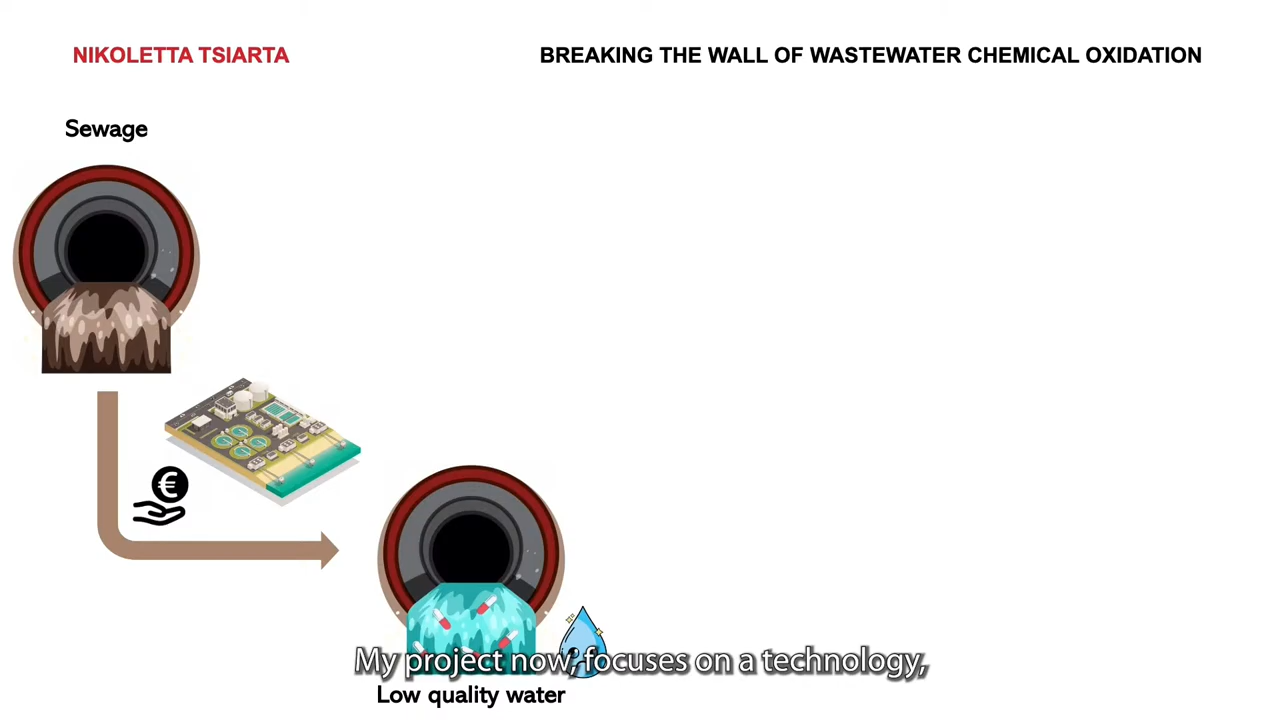 NIKOLETTA TSIARTA
BREAKING THE WALL OF WASTEWATER CHEMICAL OXIDATION
Sewage
€
My project now, focuses on a technology,
Low quality water